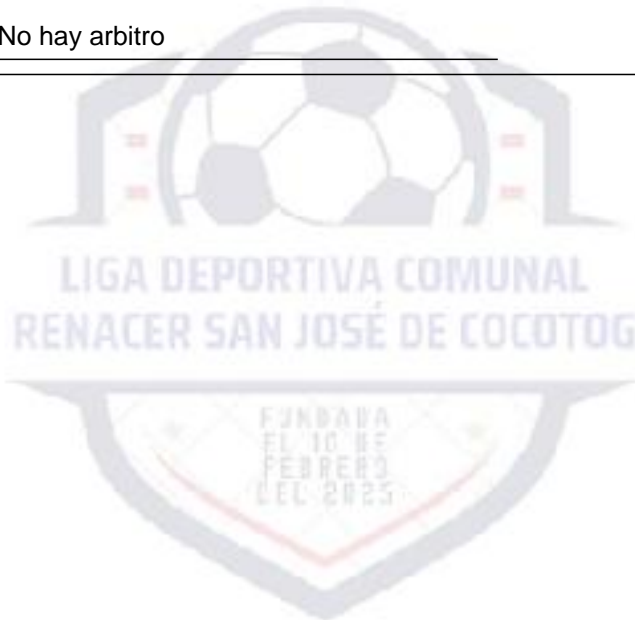 No hay arbitro
LIGA DEPORTIVA COMUNAL
RENACER SAN JOSÉ DE COCOTOG
FUNDADA
EL 10 DE
FEBRERO
DEL 2025